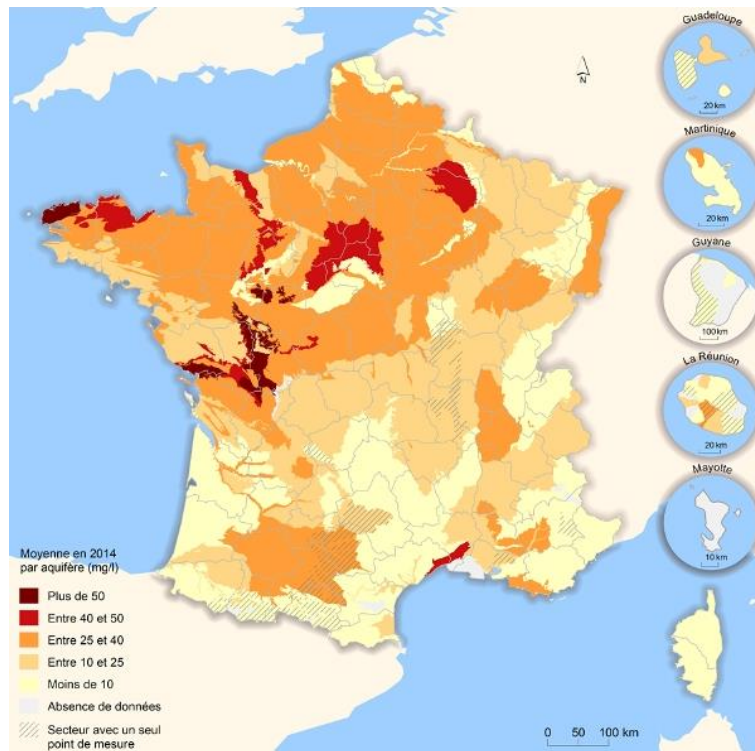 Guadeloupe
20 km
Martinique
20 km
Guyane
100 km
La Réunion
20 km
Mayotte
10 km
N
Moyenne en 2014
par aquifère (mg/l)
Plus de 50
Entre 40 et 50
Entre 25 et 40
Entre 10 et 25
Moins de 10
Absence de données
Secteur avec un seul
point de mesure
0 50 100 km